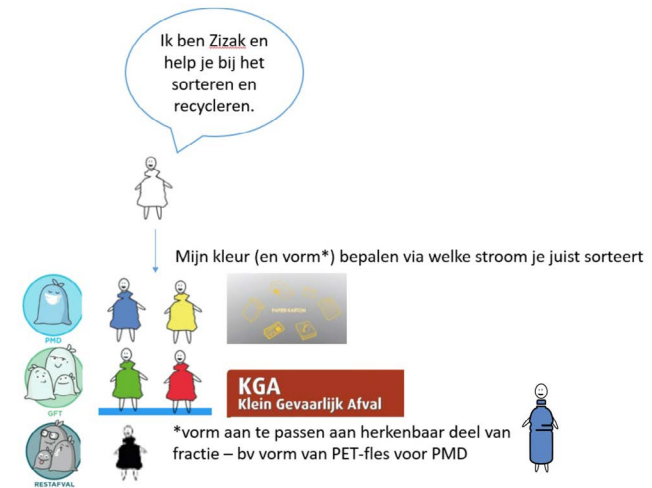 Ik ben Zizak en
help je bij het
sorteren en
recycleren.
Mijn kleur (en vorm*) bepalen via welke stroom je juist sorteert
PMD
PAPIER-KARTON
GFT
KGA
Klein Gevaarlijk Afval
RESTAFVAL
*vorm aan te passen aan herkenbaar deel van
fractie – bv vorm van PET-fles voor PMD